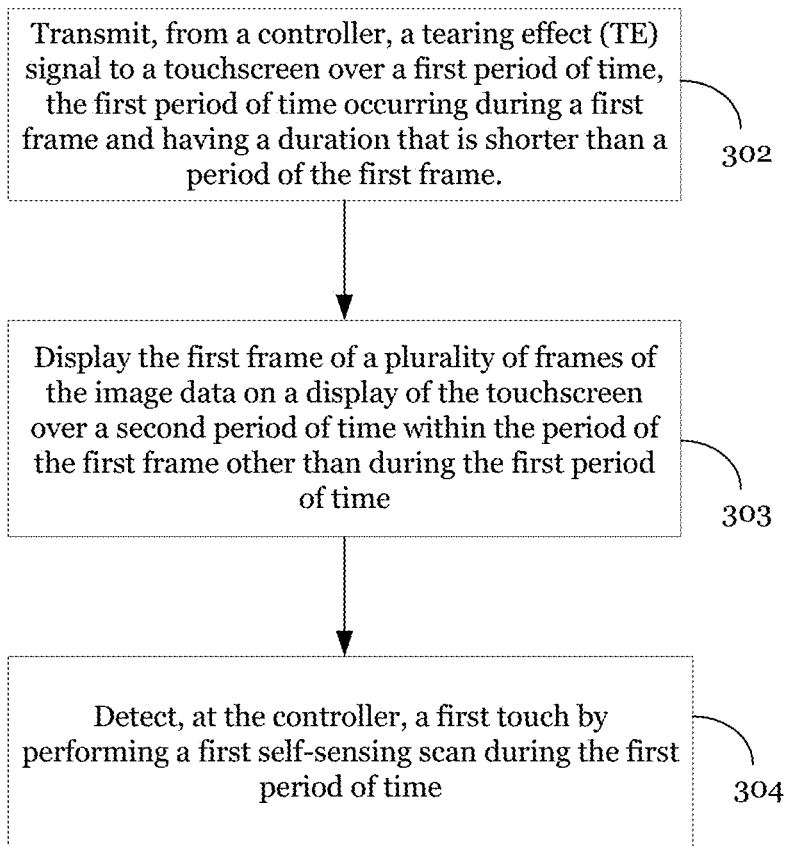 Transmit, from a controller, a tearing effect (TE)
signal to a touchscreen over a first period of time,
the first period of time occurring during a first
frame and having a duration that is shorter than a
period of the first frame.
302
Display the first frame of a plurality of frames of
the image data on a display of the touchscreen
over a second period of time within the period of
the first frame other than during the first period
of time
303
Detect, at the controller, a first touch by
performing a first self-sensing scan during the first
period of time
304